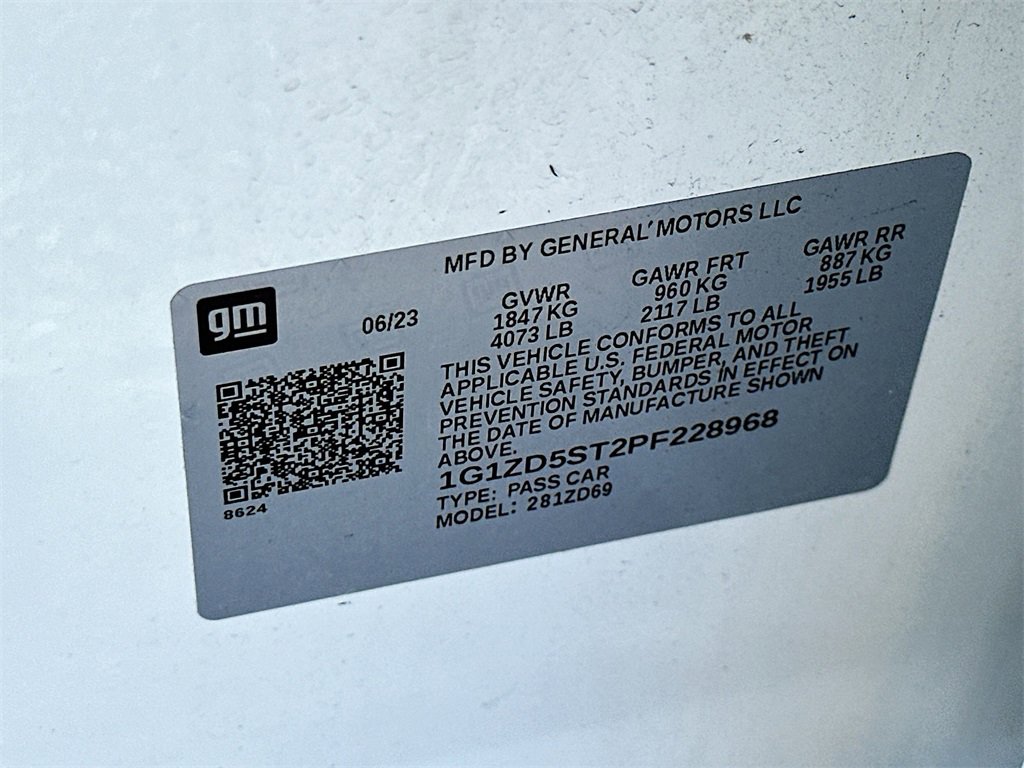 MFD BY GENERAL MOTORS LLC
gm
06/23
GVWR
1847 KG
4073 LB
GAWR FRT
960 KG
2117 LB
GAWR RR
887 KG
1955 LB
THIS VEHICLE CONFORMS TO ALL
APPLICABLE U.S. FEDERAL MOTOR
VEHICLE SAFETY, BUMPER, AND THEFT
PREVENTION STANDARDS IN EFFECT ON
THE DATE OF MANUFACTURE SHOWN
ABOVE.
1G1ZD5ST2PF228968
TYPE: PASS CAR
MODEL: 281ZD69
8624